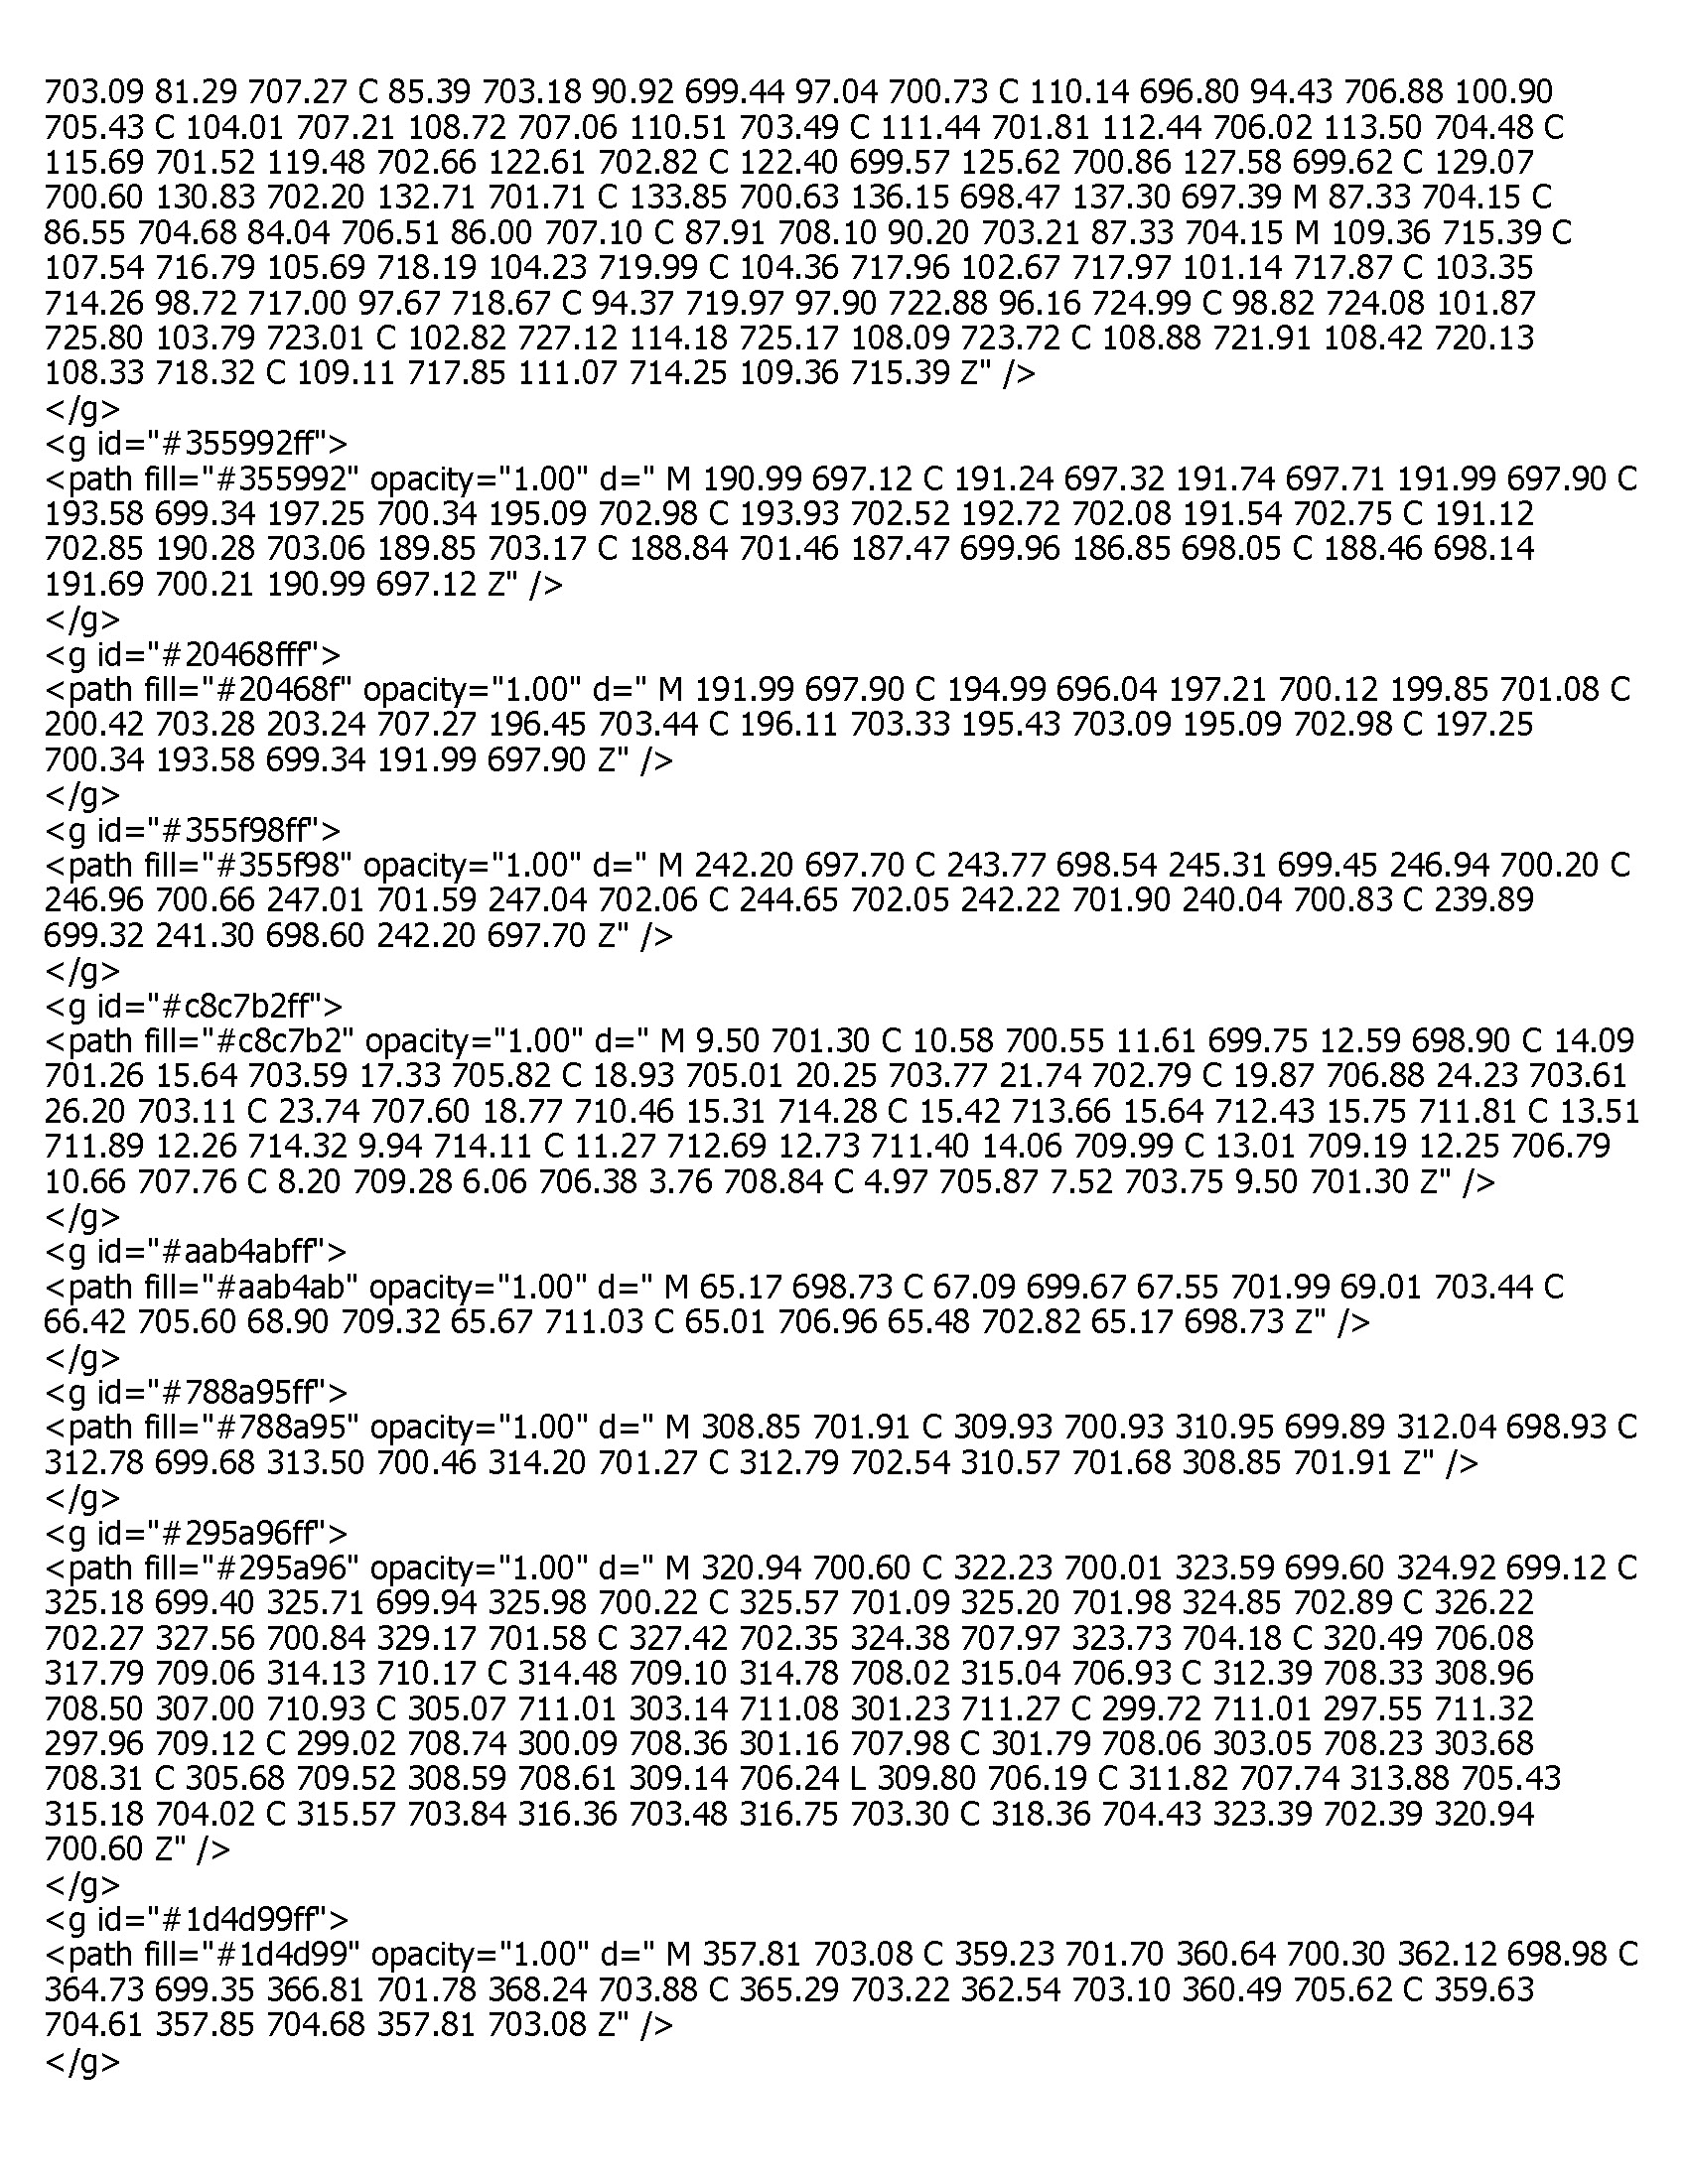 703.09 81.29 707.27 C 85.39 703.18 90.92 699.44 97.04 700.73 C 110.14 696.80 94.43 706.88 100.90
705.43 C 104.01 707.21 108.72 707.06 110.51 703.49 C 111.44 701.81 112.44 706.02 113.50 704.48 C
115.69 701.52 119.48 702.66 122.61 702.82 C 122.40 699.57 125.62 700.86 127.58 699.62 C 129.07
700.60 130.83 702.20 132.71 701.71 C 133.85 700.63 136.15 698.47 137.30 697.39 M 87.33 704.15 C
86.55 704.68 84.04 706.51 86.00 707.10 C 87.91 708.10 90.20 703.21 87.33 704.15 M 109.36 715.39 C
107.54 716.79 105.69 718.19 104.23 719.99 C 104.36 717.96 102.67 717.97 101.14 717.87 C 103.35
714.26 98.72 717.00 97.67 718.67 C 94.37 719.97 97.90 722.88 96.16 724.99 C 98.82 724.08 101.87
725.80 103.79 723.01 C 102.82 727.12 114.18 725.17 108.09 723.72 C 108.88 721.91 108.42 720.13
108.33 718.32 C 109.11 717.85 111.07 714.25 109.36 715.39 Z" />
</g>
<g id="#355992ff">
<path fill="#355992" opacity="1.00" d=" M 190.99 697.12 C 191.24 697.32 191.74 697.71 191.99 697.90 C
193.58 699.34 197.25 700.34 195.09 702.98 C 193.93 702.52 192.72 702.08 191.54 702.75 C 191.12
702.85 190.28 703.06 189.85 703.17 C 188.84 701.46 187.47 699.96 186.85 698.05 C 188.46 698.14
191.69 700.21 190.99 697.12 Z" />
</g>
<g id="#20468fff">
<path fill="#20468f" opacity="1.00" d=" M 191.99 697.90 C 194.99 696.04 197.21 700.12 199.85 701.08 C
200.42 703.28 203.24 707.27 196.45 703.44 C 196.11 703.33 195.43 703.09 195.09 702.98 C 197.25
700.34 193.58 699.34 191.99 697.90 Z" />
</g>
<g id="#355f98ff">
<path fill="#355f98" opacity="1.00" d=" M 242.20 697.70 C 243.77 698.54 245.31 699.45 246.94 700.20 C
246.96 700.66 247.01 701.59 247.04 702.06 C 244.65 702.05 242.22 701.90 240.04 700.83 C 239.89
699.32 241.30 698.60 242.20 697.70 Z" />
</g>
<g id="#c8c7b2ff">
<path fill="#c8c7b2" opacity="1.00" d=" M 9.50 701.30 C 10.58 700.55 11.61 699.75 12.59 698.90 C 14.09
701.26 15.64 703.59 17.33 705.82 C 18.93 705.01 20.25 703.77 21.74 702.79 C 19.87 706.88 24.23 703.61
26.20 703.11 C 23.74 707.60 18.77 710.46 15.31 714.28 C 15.42 713.66 15.64 712.43 15.75 711.81 C 13.51
711.89 12.26 714.32 9.94 714.11 C 11.27 712.69 12.73 711.40 14.06 709.99 C 13.01 709.19 12.25 706.79
10.66 707.76 C 8.20 709.28 6.06 706.38 3.76 708.84 C 4.97 705.87 7.52 703.75 9.50 701.30 Z" />
</g>
<g id="#aab4abff">
<path fill="#aab4ab" opacity="1.00" d=" M 65.17 698.73 C 67.09 699.67 67.55 701.99 69.01 703.44 C
66.42 705.60 68.90 709.32 65.67 711.03 C 65.01 706.96 65.48 702.82 65.17 698.73 Z" />
</g>
<g id="#788a95ff">
<path fill="#788a95" opacity="1.00" d=" M 308.85 701.91 C 309.93 700.93 310.95 699.89 312.04 698.93 C
312.78 699.68 313.50 700.46 314.20 701.27 C 312.79 702.54 310.57 701.68 308.85 701.91 Z" />
</g>
<g id="#295a96ff">
<path fill="#295a96" opacity="1.00" d=" M 320.94 700.60 C 322.23 700.01 323.59 699.60 324.92 699.12 C
325.18 699.40 325.71 699.94 325.98 700.22 C 325.57 701.09 325.20 701.98 324.85 702.89 C 326.22
702.27 327.56 700.84 329.17 701.58 C 327.42 702.35 324.38 707.97 323.73 704.18 C 320.49 706.08
317.79 709.06 314.13 710.17 C 314.48 709.10 314.78 708.02 315.04 706.93 C 312.39 708.33 308.96
708.50 307.00 710.93 C 305.07 711.01 303.14 711.08 301.23 711.27 C 299.72 711.01 297.55 711.32
297.96 709.12 C 299.02 708.74 300.09 708.36 301.16 707.98 C 301.79 708.06 303.05 708.23 303.68
708.31 C 305.68 709.52 308.59 708.61 309.14 706.24 L 309.80 706.19 C 311.82 707.74 313.88 705.43
315.18 704.02 C 315.57 703.84 316.36 703.48 316.75 703.30 C 318.36 704.43 323.39 702.39 320.94
700.60 Z" />
</g>
<g id="#1d4d99ff">
<path fill="#1d4d99" opacity="1.00" d=" M 357.81 703.08 C 359.23 701.70 360.64 700.30 362.12 698.98 C
364.73 699.35 366.81 701.78 368.24 703.88 C 365.29 703.22 362.54 703.10 360.49 705.62 C 359.63
704.61 357.85 704.68 357.81 703.08 Z" />
</g>